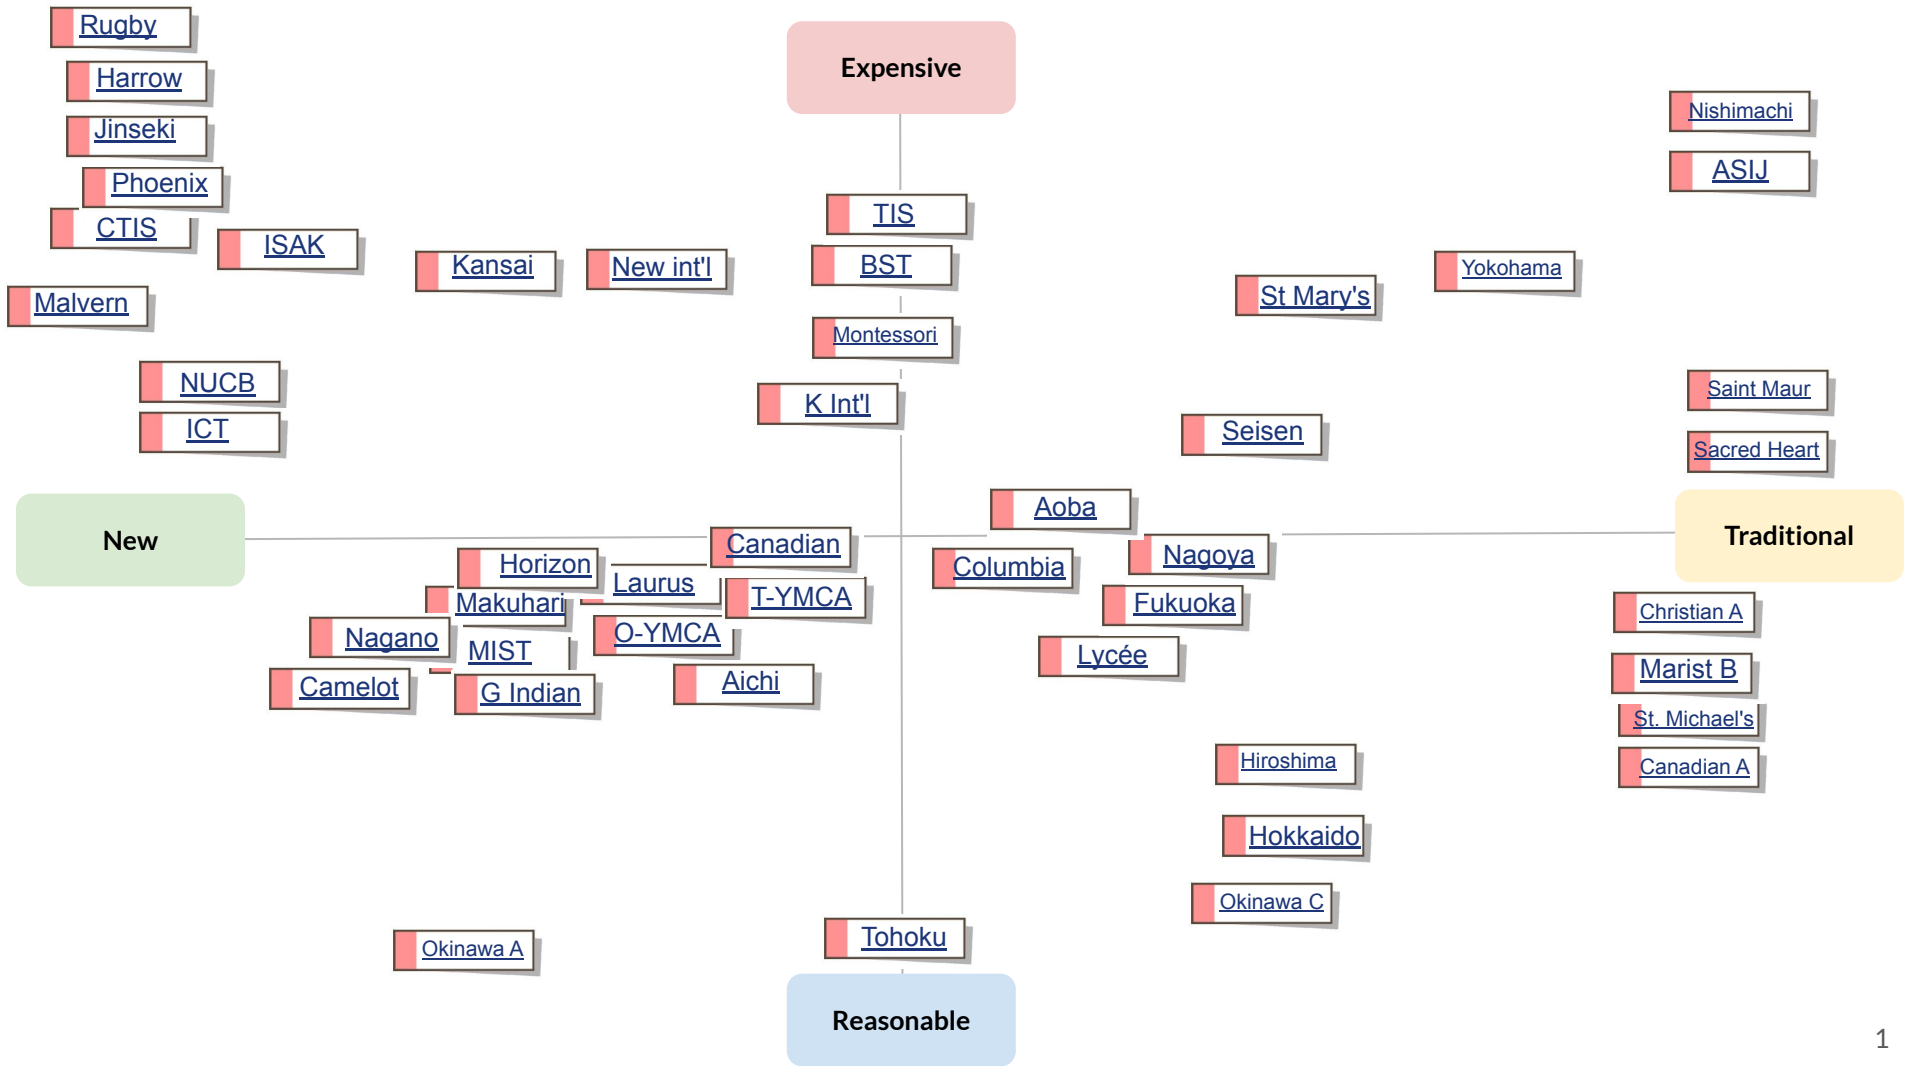 Rugby
Expensive
Harrow
Nishimachi
Jinseki
ASIJ
Phoenix
TIS
CTIS
ISAK
Kansai
New int'l
BST
Yokohama
St Mary's
Malvern
Montessori
NUCB
K Int'l
Saint Maur
ICT
Seisen
Sacred Heart
Aoba
New
Canadian
Traditional
Horizon
Laurus
Columbia
Nagoya
Makuhari
T-YMCA
Fukuoka
Christian A
Nagano
MIST
O-YMCA
Lycée
Marist B
Camelot
G Indian
Aichi
St. Michael's
Hiroshima
Canadian A
Hokkaido
Okinawa C
Okinawa A
Tohoku
Reasonable
1